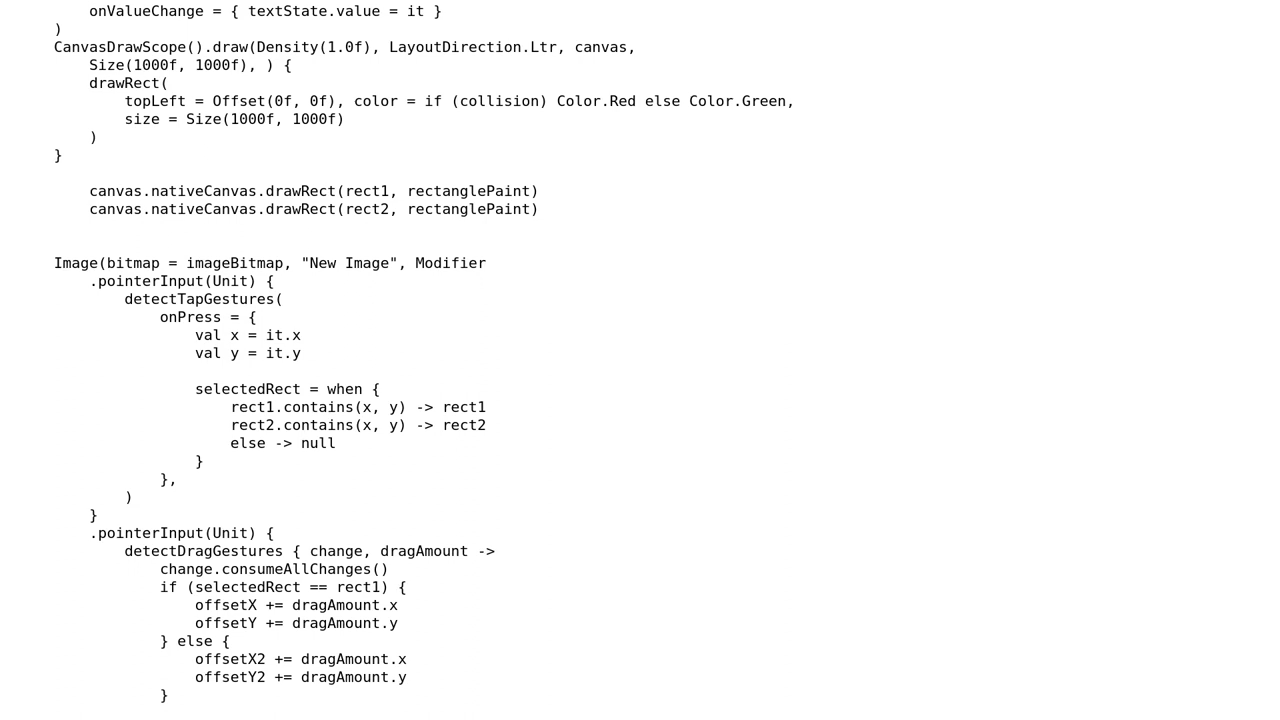 onValueChange = { textState.value = it }
)
CanvasDrawScope().draw(Density(1.0f), LayoutDirection.Ltr, canvas,
Size(1000f, 1000f), ) {
drawRect(
topLeft = Offset(0f, 0f), color = if (collision) Color.Red else Color.Green,
size = Size(1000f, 1000f)
)
}
canvas.nativeCanvas.drawRect(rect1, rectanglePaint)
canvas.nativeCanvas.drawRect(rect2, rectanglePaint)
Image(bitmap = imageBitmap, "New Image", Modifier
.pointerInput(Unit) {
detectTapGestures(
onPress = {
val x = it.x
val y = it.y
selectedRect = when {
rect1.contains(x, y) -> rect1
rect2.contains(x, y) -> rect2
else -> null
}
},
)
}
.pointerInput(Unit) {
detectDragGestures { change, dragAmount ->
change.consumeAllChanges()
if (selectedRect == rect1) {
offsetX += dragAmount.x
offsetY += dragAmount.y
} else {
offsetX2 += dragAmount.x
offsetY2 += dragAmount.y
}